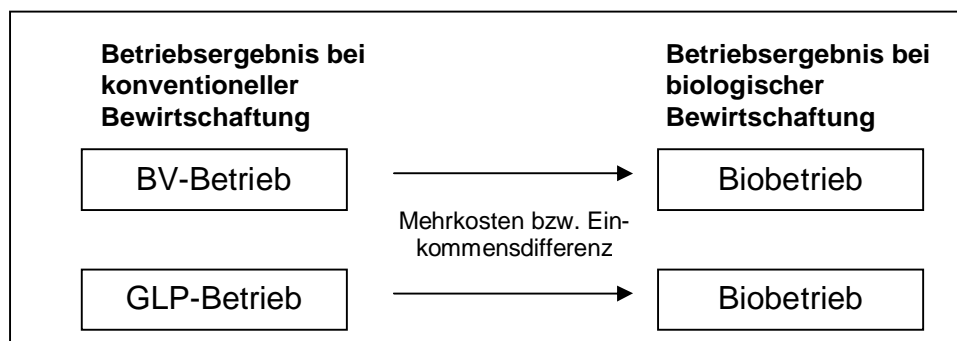 Betriebsergebnis bei
konventioneller
Bewirtschaftung
Betriebsergebnis bei
biologischer
Bewirtschaftung
BV-Betrieb
Biobetrieb
Mehrkosten bzw. Ein-
kommensdifferenz
GLP-Betrieb
Biobetrieb